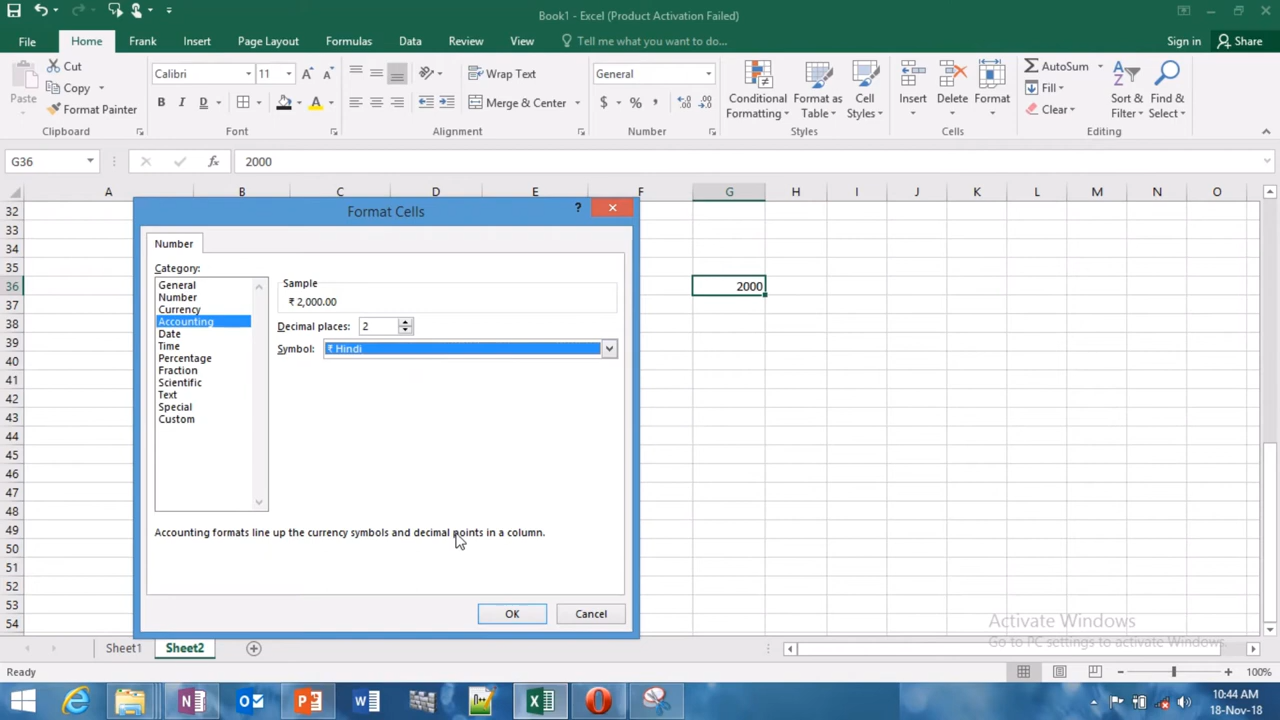 Book1 - Excel (Product Activation Failed)
File Home Frank Insert Page Layout Formulas Data Review View Tell me what you want to do... Sign in Share
Paste Cut Copy Format Painter Clipboard
Calibri 11 B I D A Font
Wrap Text Merge & Center Alignment
General $ % , Number
Conditional Formatting Format as Table Cell Styles Styles
Insert Delete Format Cells
AutoSum Fill Clear Sort & Filter Find & Select Editing
G36 fx 2000
A B C D E F G H I J K L M N O
32
33
34
35
36 2000
37
38
39
40
41
42
43
44
45
46
47
48
49
50
51
52
53
54
Format Cells ?
Number
Category:
General
Number
Currency
Accounting
Date
Time
Percentage
Fraction
Scientific
Text
Special
Custom
Sample
₹ 2,000.00
Decimal places: 2
Symbol: ₹ Hindi
Accounting formats line up the currency symbols and decimal points in a column.
OK Cancel
Activate Windows
Go to PC settings to activate Windows.
Sheet1 Sheet2
Ready 100%
10:44 AM
18-Nov-18